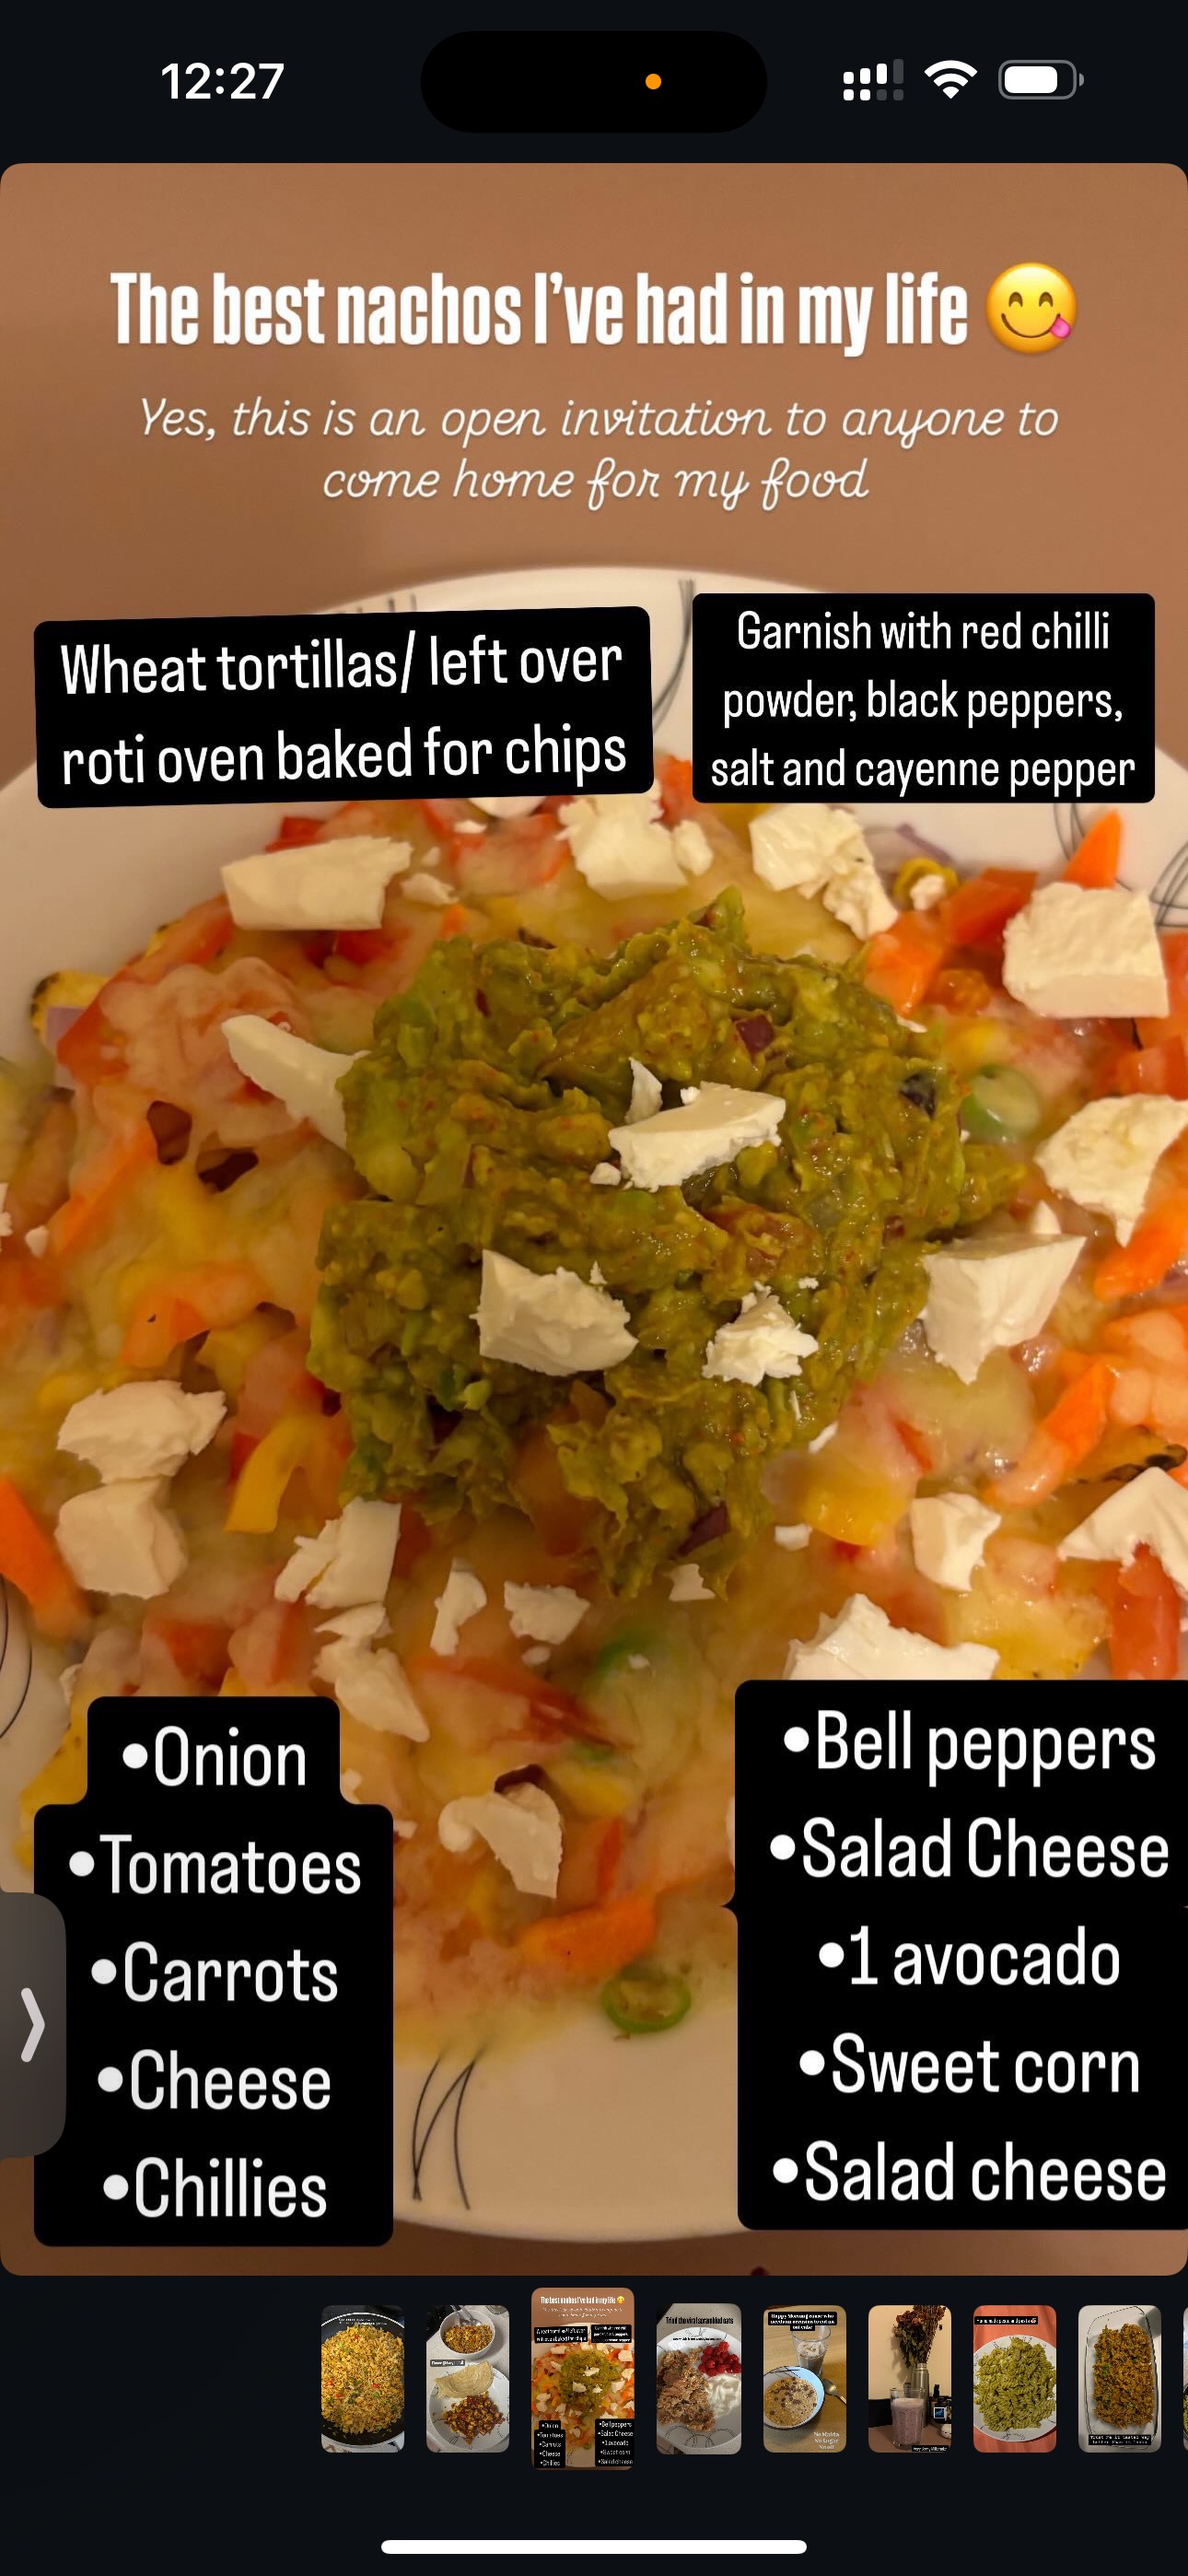 12:27
The best nachos I've had in my life 😋
Yes, this is an open invitation to anyone to
come home for my food
Wheat tortillas/ left over
roti oven baked for chips
Garnish with red chilli
powder, black peppers,
salt and cayenne pepper
•Onion
•Tomatoes
•Carrots
•Cheese
•Chillies
•Bell peppers
•Salad Cheese
•1 avocado
•Sweet corn
•Salad cheese